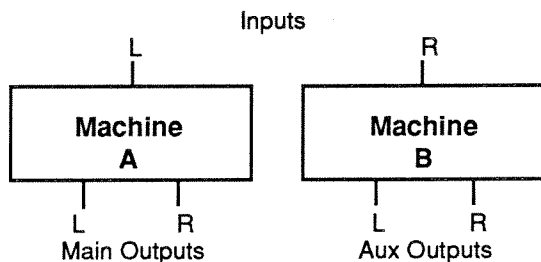 Inputs
L R
Machine Machine
A B
L R L R
Main Outputs Aux Outputs